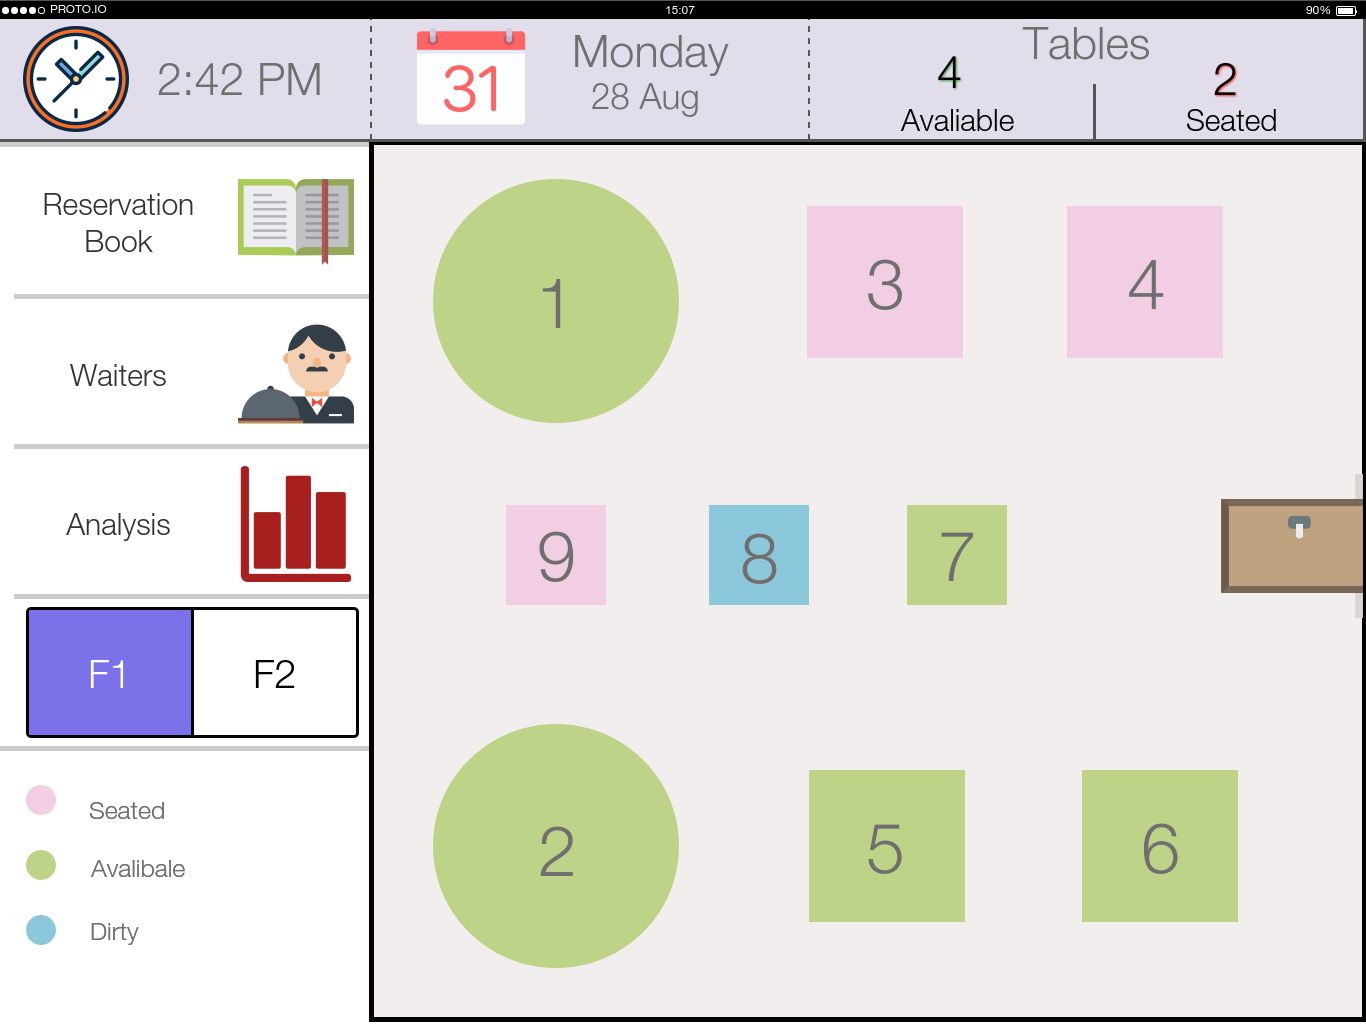 PROTO.IO
15:07
90%
2:42 PM
31
Monday
28 Aug
Tables
4
Avaliable
2
Seated
Reservation
Book
Waiters
Analysis
F1
F2
Seated
Avalibale
Dirty
1
3
4
9
8
7
2
5
6